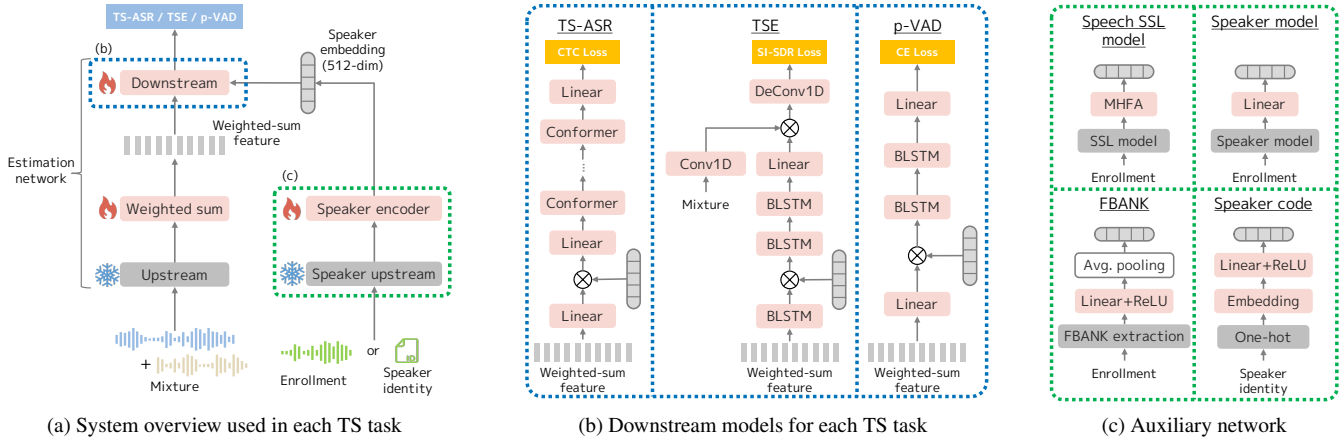 TS-ASR / TSE / p-VAD
(b)
Downstream
Speaker
embedding
(512-dim)
Weighted-sum
feature
Estimation
network
(c)
Weighted sum
Speaker encoder
Upstream
Speaker upstream
+
Mixture
Enrollment
or
ID
Speaker
identity
(a) System overview used in each TS task
TS-ASR
CTC Loss
Linear
Conformer
Conformer
Linear
Linear
Weighted-sum
feature
TSE
SI-SDR Loss
DeConv1D
Conv1D
Mixture
Linear
BLSTM
BLSTM
BLSTM
Weighted-sum
feature
p-VAD
CE Loss
Linear
BLSTM
BLSTM
Linear
Weighted-sum
feature
(b) Downstream models for each TS task
Speech SSL
model
MHFA
SSL model
Enrollment
Speaker model
Linear
Speaker model
Enrollment
FBANK
Avg. pooling
Linear+ReLU
FBANK extraction
Enrollment
Speaker code
Linear+ReLU
Embedding
One-hot
Speaker
identity
(c) Auxiliary network